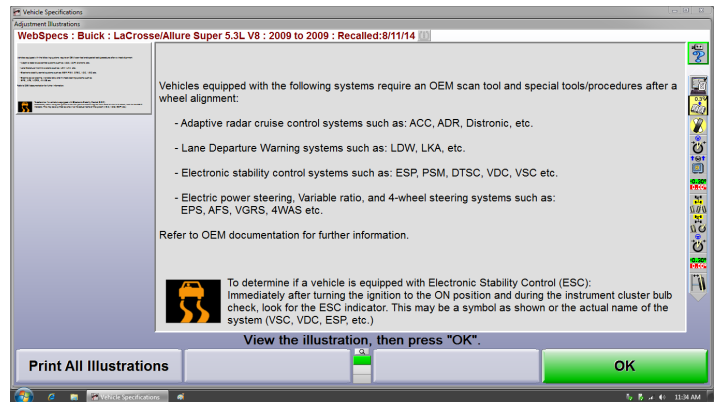 Vehicle Specifications
Adjustment Illustrations
WebSpecs : Buick : LaCrosse/Allure Super 5.3L V8 : 2009 to 2009 : Recalled:8/11/14
Vehicles equipped with the following systems require an OEM scan tool and special tools/procedures after a
wheel alignment:
- Adaptive radar cruise control systems such as: ACC, ADR, Distronic, etc.
- Lane Departure Warning systems such as: LDW, LKA, etc.
- Electronic stability control systems such as: ESP, PSM, DTSC, VDC, VSC etc.
- Electric power steering, Variable ratio, and 4-wheel steering systems such as:
EPS, AFS, VGRS, 4WAS etc.
Refer to OEM documentation for further information.
To determine if a vehicle is equipped with Electronic Stability Control (ESC):
Immediately after turning the ignition to the ON position and during the instrument cluster bulb
check, look for the ESC indicator. This may be a symbol as shown or the actual name of the
system (VSC, VDC, ESP, etc.)
View the illustration, then press "OK".
Print All Illustrations
OK
Vehicle Specifications
11:34 AM